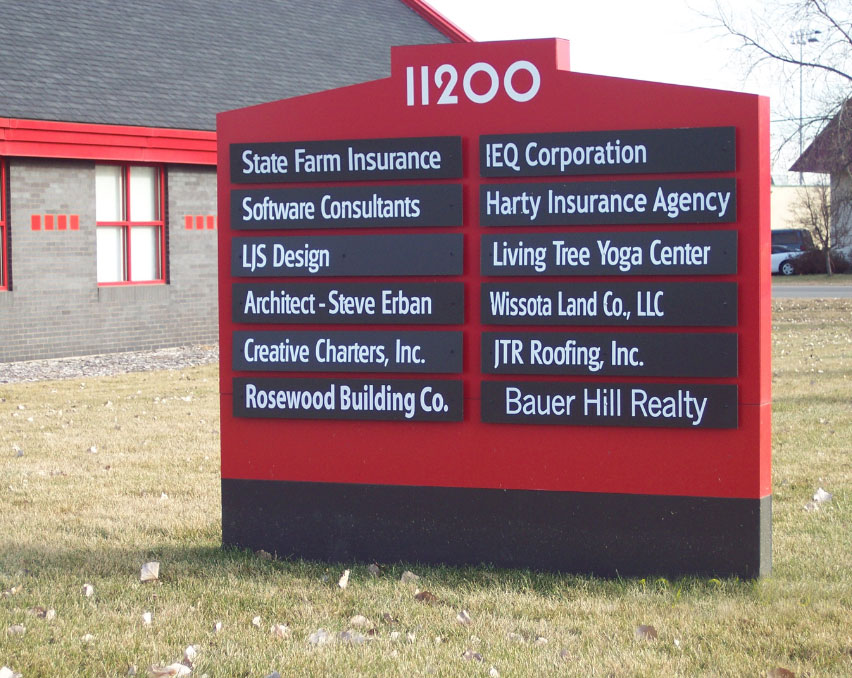 11200
State Farm Insurance
Software Consultants
LJS Design
Architect - Steve Erban
Creative Charters, Inc.
Rosewood Building Co.
IEQ Corporation
Harty Insurance Agency
Living Tree Yoga Center
Wissota Land Co., LLC
JTR Roofing, Inc.
Bauer Hill Realty